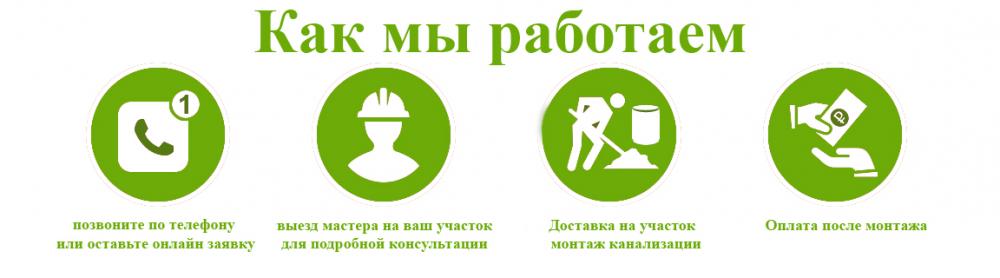 Как мы работаем
1
₽
позвоните по телефону
или оставьте онлайн заявку
выезд мастера на ваш участок
для подробной консультации
Доставка на участок
монтаж канализации
Оплата после монтажа